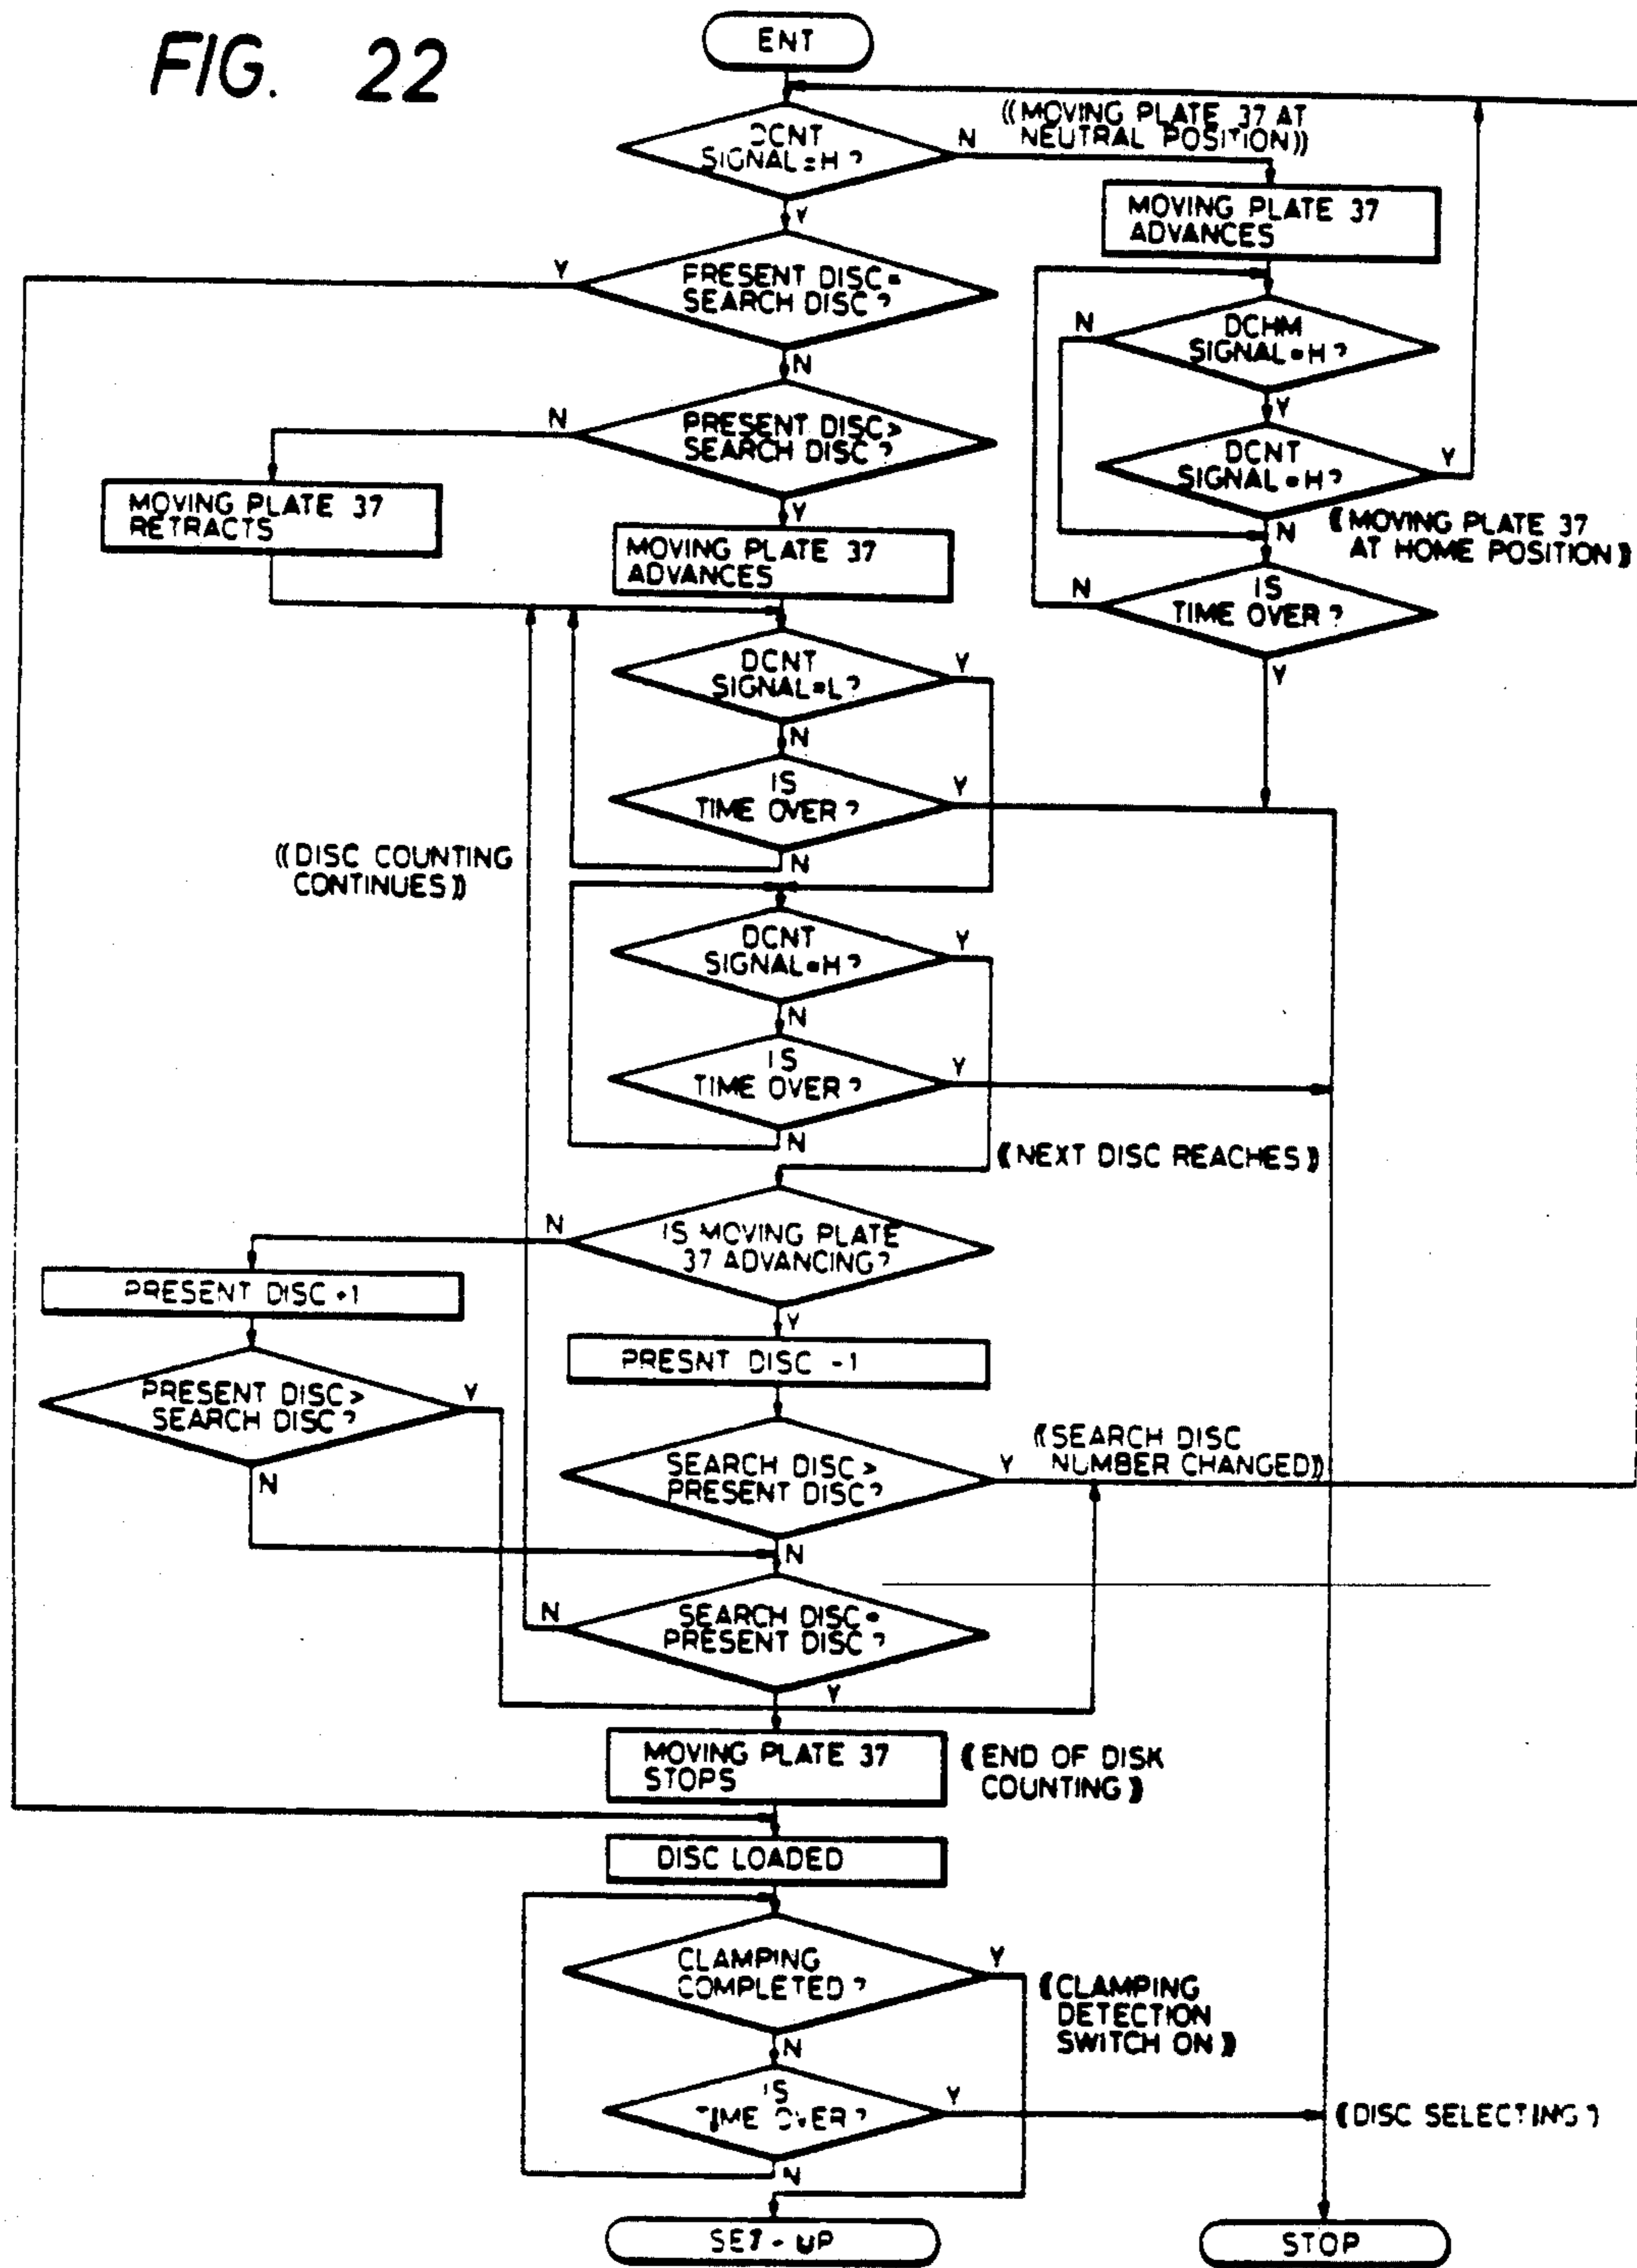 FIG. 22
ENT
DCNT
SIGNAL=H?
N
((MOVING PLATE 37 AT
NEUTRAL POSITION))
Y
MOVING PLATE 37
ADVANCES
Y
PRESENT DISC=
SEARCH DISC?
N
N
DCHM
SIGNAL=H?
Y
N
PRESENT DISC>
SEARCH DISC?
Y
DCNT
SIGNAL=H?
Y
N
((MOVING PLATE 37
AT HOME POSITION))
MOVING PLATE 37
RETRACTS
MOVING PLATE 37
ADVANCES
N
IS
TIME OVER?
Y
DCNT
SIGNAL=L?
Y
N
IS
TIME OVER?
Y
N
((DISC COUNTING
CONTINUES))
DCNT
SIGNAL=H?
Y
N
IS
TIME OVER?
Y
N
((NEXT DISC REACHES))
N
IS MOVING PLATE
37 ADVANCING?
Y
PRESENT DISC +1
PRESNT DISC -1
PRESENT DISC>
SEARCH DISC?
Y
N
SEARCH DISC>
PRESENT DISC?
Y
((SEARCH DISC
NUMBER CHANGED))
N
N
SEARCH DISC=
PRESENT DISC?
Y
MOVING PLATE 37
STOPS
((END OF DISK
COUNTING))
DISC LOADED
CLAMPING
COMPLETED?
Y
((CLAMPING
DETECTION
SWITCH ON))
N
IS
TIME OVER?
Y
((DISC SELECTING))
N
SET-UP
STOP